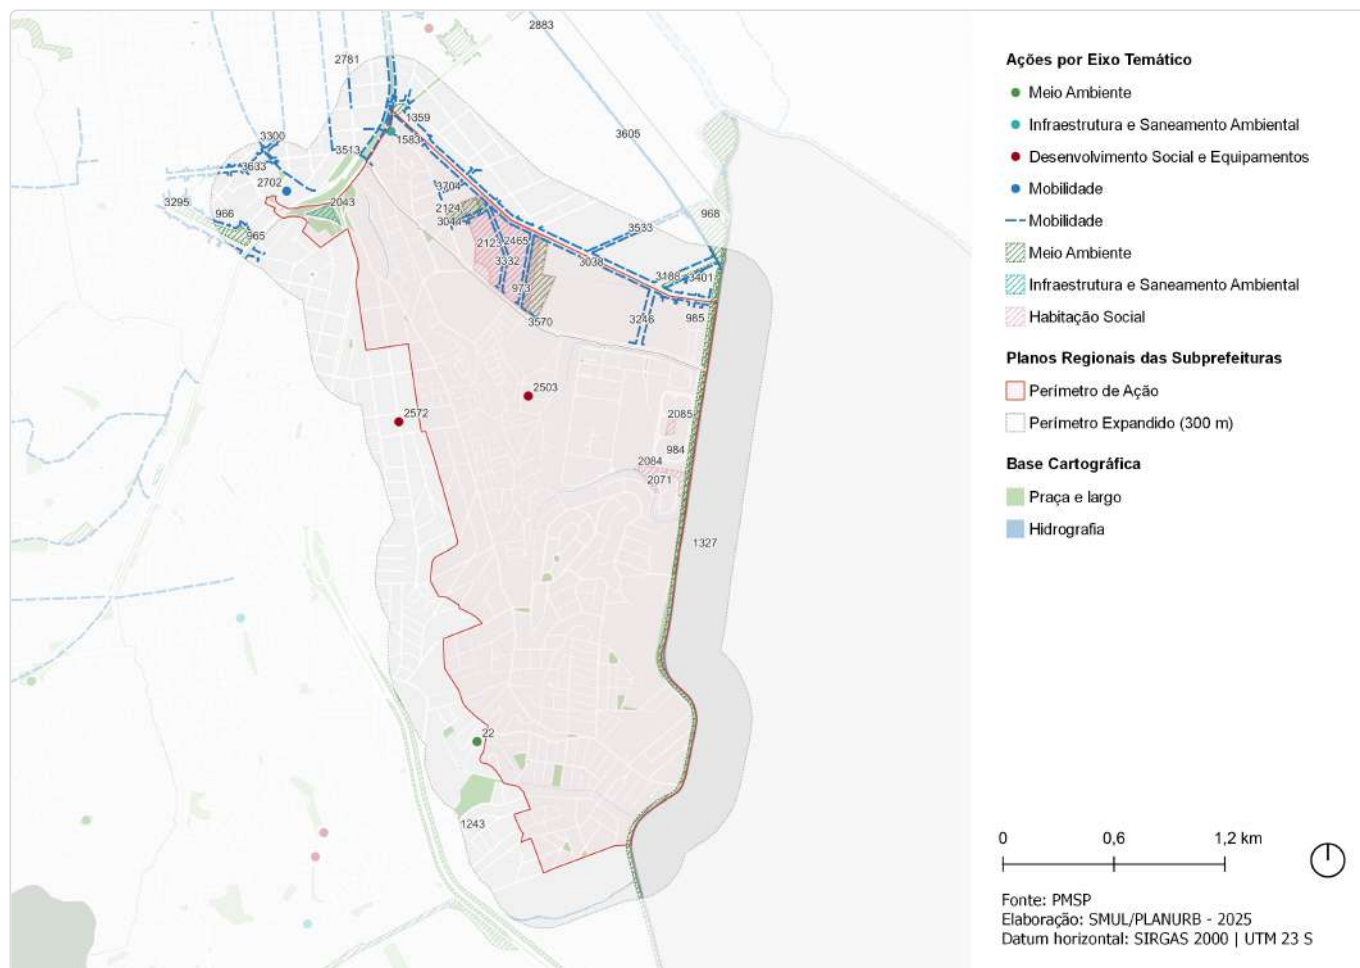 2883
2781
1359
3605
1583
3300
3513
3633
2702
3704
3295
2043
2124
968
966
3044
3533
965
2123
2465
3332
3038
3188
3401
973
3246
985
3570
2503
2572
2085
984
2084
2071
1327
22
1243
Ações por Eixo Temático
Meio Ambiente
Infraestrutura e Saneamento Ambiental
Desenvolvimento Social e Equipamentos
Mobilidade
Mobilidade
Meio Ambiente
Infraestrutura e Saneamento Ambiental
Habitação Social
Planos Regionais das Subprefeituras
Perímetro de Ação
Perímetro Expandido (300 m)
Base Cartográfica
Praça e largo
Hidrografia
0 0,6 1,2 km
Fonte: PMSP
Elaboração: SMUL/PLANURB - 2025
Datum horizontal: SIRGAS 2000 | UTM 23 S